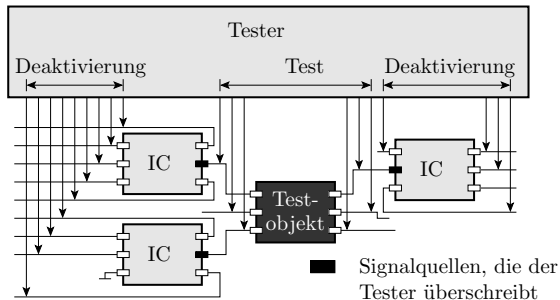 Tester
Deaktivierung
Test
Deaktivierung
IC
IC
Test-
objekt
IC
Signalquellen, die der
Tester überschreibt